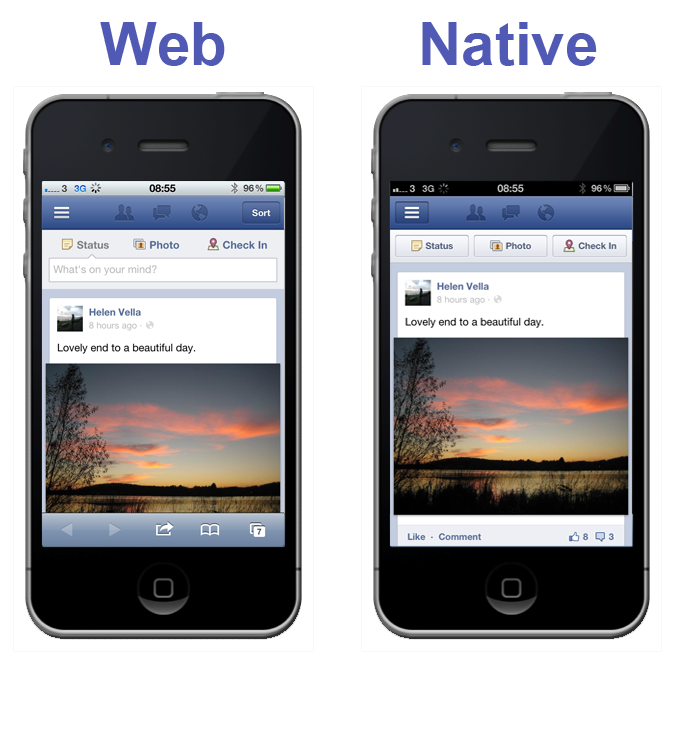 Web
Native
..... 3 3G 08:55 96%
Sort
Status Photo Check In
What's on your mind?
Helen Vella
8 hours ago ·
Lovely end to a beautiful day.
7
..... 3 3G 08:55 96%
Status Photo Check In
Helen Vella
8 hours ago ·
Lovely end to a beautiful day.
Like · Comment 8 3